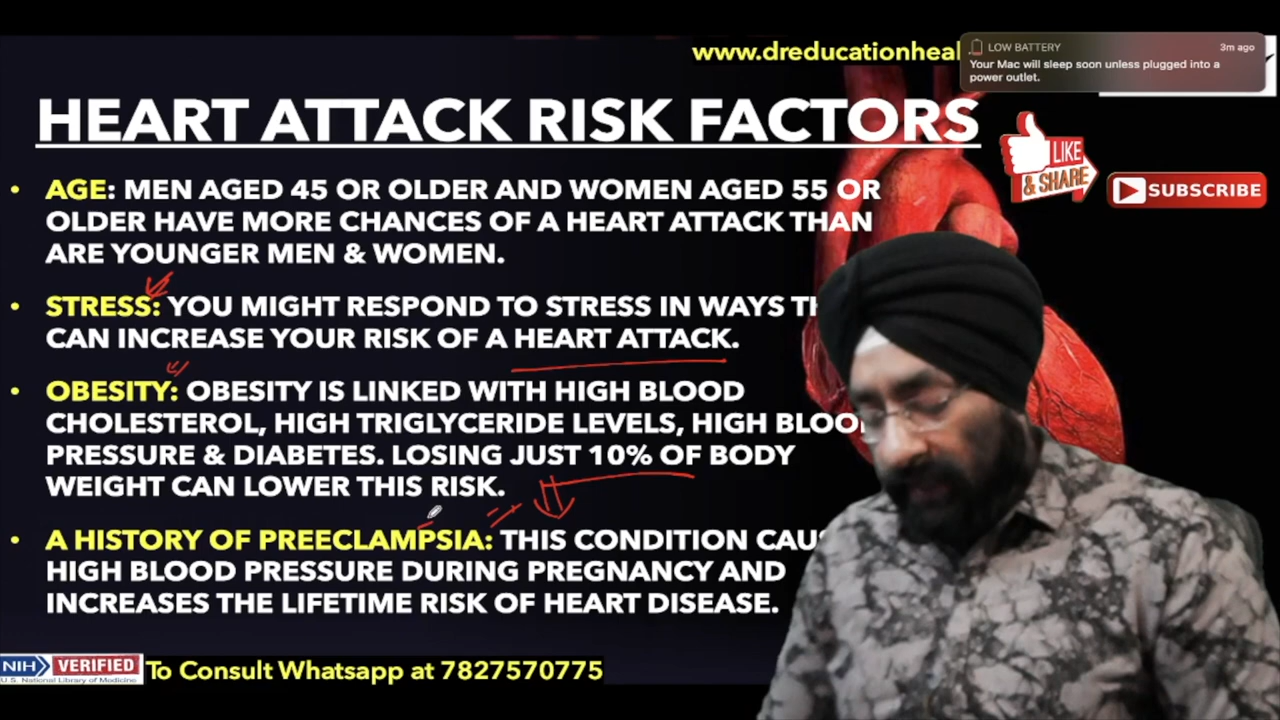 www.dreducationheal
LOW BATTERY
3m ago
Your Mac will sleep soon unless plugged into a
power outlet.
HEART ATTACK RISK FACTORS
LIKE
& SHARE
SUBSCRIBE
• AGE: MEN AGED 45 OR OLDER AND WOMEN AGED 55 OR
OLDER HAVE MORE CHANCES OF A HEART ATTACK THAN
ARE YOUNGER MEN & WOMEN.
• STRESS: YOU MIGHT RESPOND TO STRESS IN WAYS
CAN INCREASE YOUR RISK OF A HEART ATTACK.
• OBESITY: OBESITY IS LINKED WITH HIGH BLOOD
CHOLESTEROL, HIGH TRIGLYCERIDE LEVELS, HIGH
PRESSURE & DIABETES. LOSING JUST 10% OF BODY
WEIGHT CAN LOWER THIS RISK.
• A HISTORY OF PREECLAMPSIA: THIS CONDITION
HIGH BLOOD PRESSURE DURING PREGNANCY AND
INCREASES THE LIFETIME RISK OF HEART DISEASE.
NIH VERIFIED
U.S. National Library of Medicine
To Consult Whatsapp at 7827570775